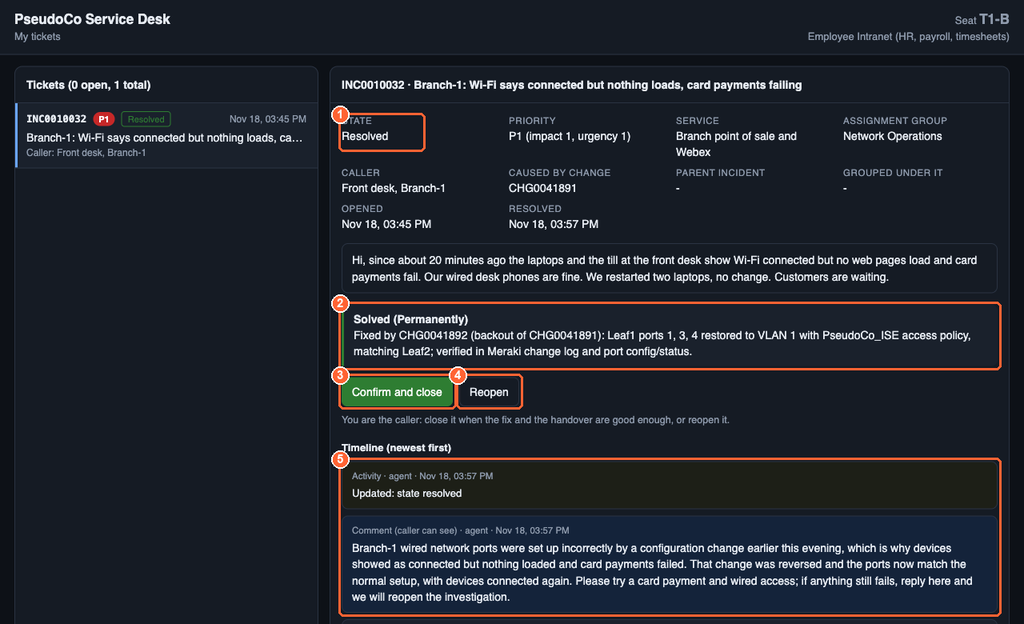 PseudoCo Service Desk
Seat T1-B
My tickets
Employee Intranet (HR, payroll, timesheets)
Tickets (0 open, 1 total)
INC0010032 P1 Resolved Nov 18, 03:45 PM
Branch-1: Wi-Fi says connected but nothing loads, ca…
Caller: Front desk, Branch-1
INC0010032 · Branch-1: Wi-Fi says connected but nothing loads, card payments failing
1
TATE PRIORITY SERVICE ASSIGNMENT GROUP
Resolved P1 (impact 1, urgency 1) Branch point of sale and Network Operations
Webex
CALLER CAUSED BY CHANGE PARENT INCIDENT GROUPED UNDER IT
Front desk, Branch-1 CHG0041891 - -
OPENED RESOLVED
Nov 18, 03:45 PM Nov 18, 03:57 PM
Hi, since about 20 minutes ago the laptops and the till at the front desk show Wi-Fi connected but no web pages load and card
payments fail. Our wired desk phones are fine. We restarted two laptops, no change. Customers are waiting.
2
Solved (Permanently)
Fixed by CHG0041892 (backout of CHG0041891): Leaf1 ports 1, 3, 4 restored to VLAN 1 with PseudoCo_ISE access policy,
matching Leaf2; verified in Meraki change log and port config/status.
3 4
Confirm and close Reopen
You are the caller: close it when the fix and the handover are good enough, or reopen it.
Timeline (newest first)
5
Activity · agent · Nov 18, 03:57 PM
Updated: state resolved
Comment (caller can see) · agent · Nov 18, 03:57 PM
Branch-1 wired network ports were set up incorrectly by a configuration change earlier this evening, which is why devices
showed as connected but nothing loaded and card payments failed. That change was reversed and the ports now match the
normal setup, with devices connected again. Please try a card payment and wired access; if anything still fails, reply here and
we will reopen the investigation.